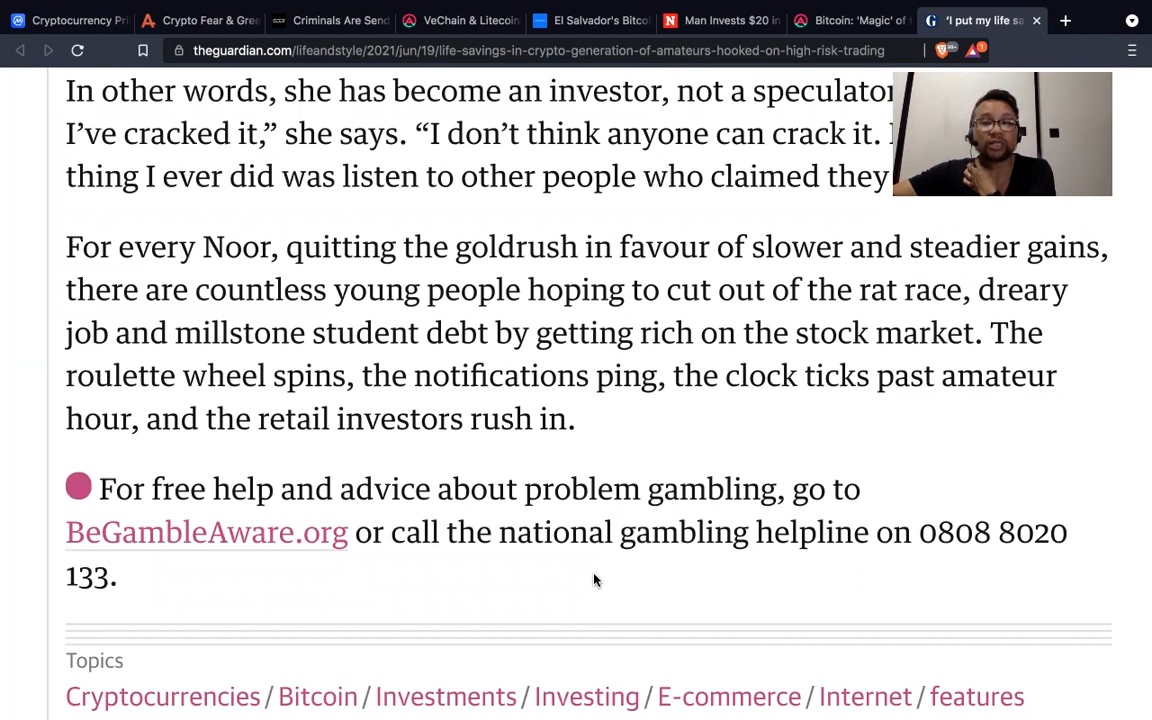 Cryptocurrency Pri
Crypto Fear & Gre
Criminals Are Send
VeChain & Litecoin
El Salvador's Bitco
Man Invests $20 in
Bitcoin: 'Magic' of
'I put my life sa
theguardian.com/lifeandstyle/2021/jun/19/life-savings-in-crypto-generation-of-amateurs-hooked-on-high-risk-trading
99+
1
In other words, she has become an investor, not a speculator
I've cracked it,” she says. “I don't think anyone can crack it.
thing I ever did was listen to other people who claimed they
For every Noor, quitting the goldrush in favour of slower and steadier gains,
there are countless young people hoping to cut out of the rat race, dreary
job and millstone student debt by getting rich on the stock market. The
roulette wheel spins, the notifications ping, the clock ticks past amateur
hour, and the retail investors rush in.
For free help and advice about problem gambling, go to
BeGambleAware.org or call the national gambling helpline on 0808 8020
133.
Topics
Cryptocurrencies / Bitcoin / Investments / Investing / E-commerce / Internet / features